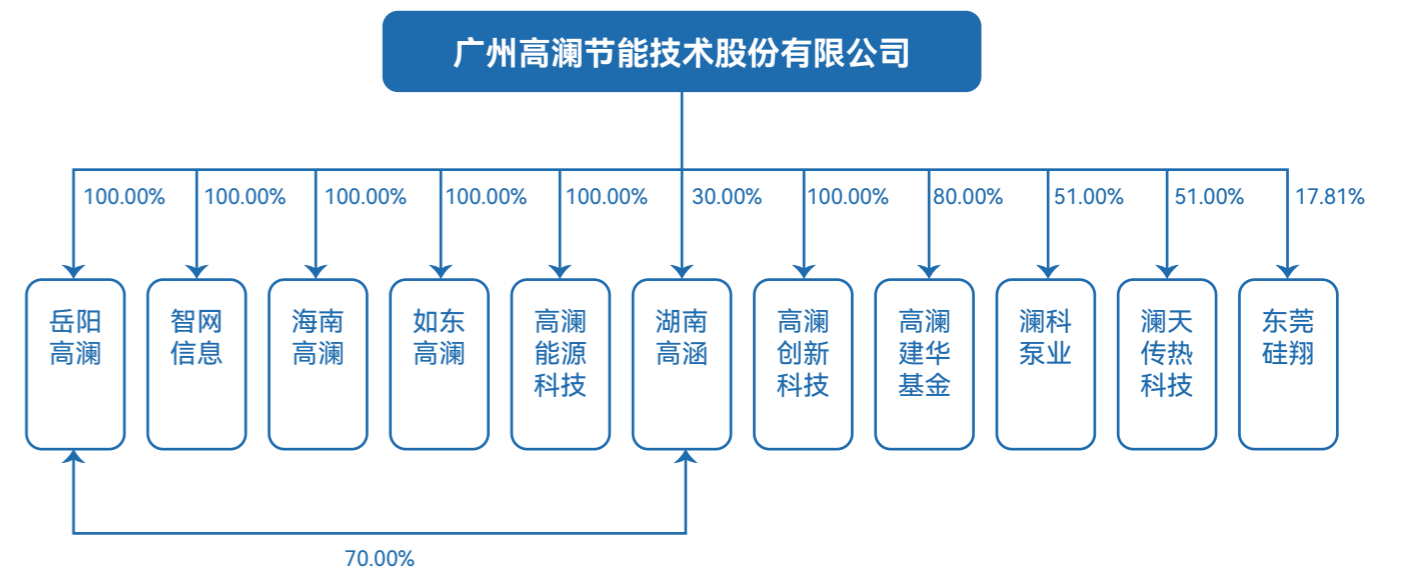 广州高澜节能技术股份有限公司
100.00%
100.00%
100.00%
100.00%
100.00%
30.00%
100.00%
80.00%
51.00%
51.00%
17.81%
岳阳
高澜
智网
信息
海南
高澜
如东
高澜
高澜
能源
科技
湖南
高涵
高澜
创新
科技
高澜
建华
基金
澜科
泵业
澜天
传热
科技
东莞
硅翔
70.00%